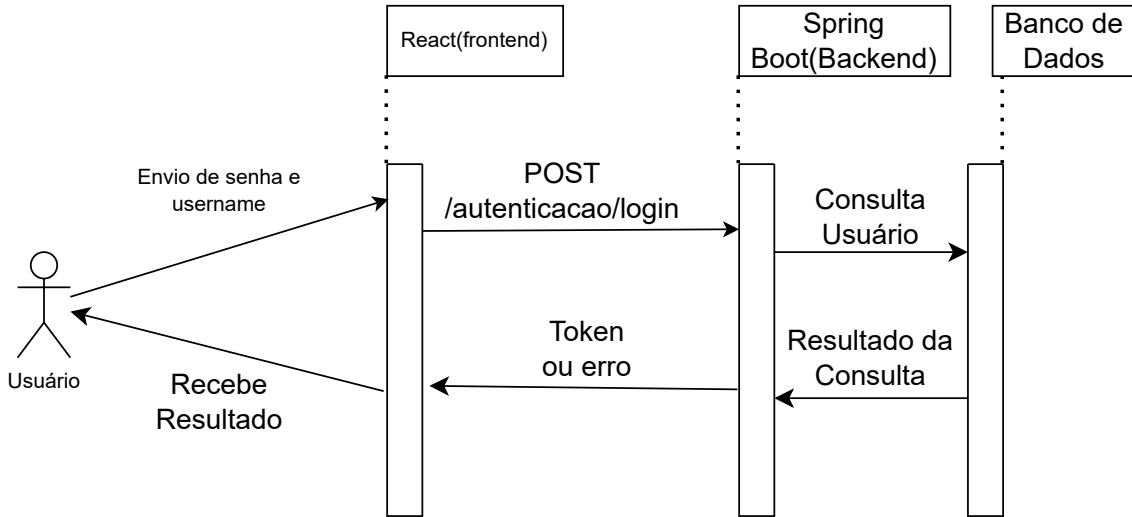 React(frontend)
Spring
Boot(Backend)
Banco de
Dados
Envio de senha e
username
POST
/autenticacao/login
Consulta
Usuário
Token
ou erro
Resultado da
Consulta
Usuário
Recebe
Resultado